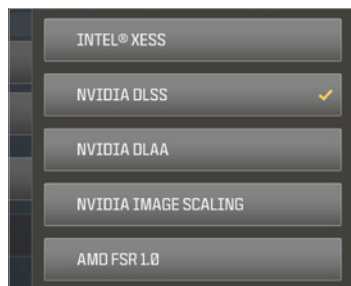 INTEL® XESS
NVIDIA DLSS
NVIDIA DLAA
NVIDIA IMAGE SCALING
AMD FSR 1.0